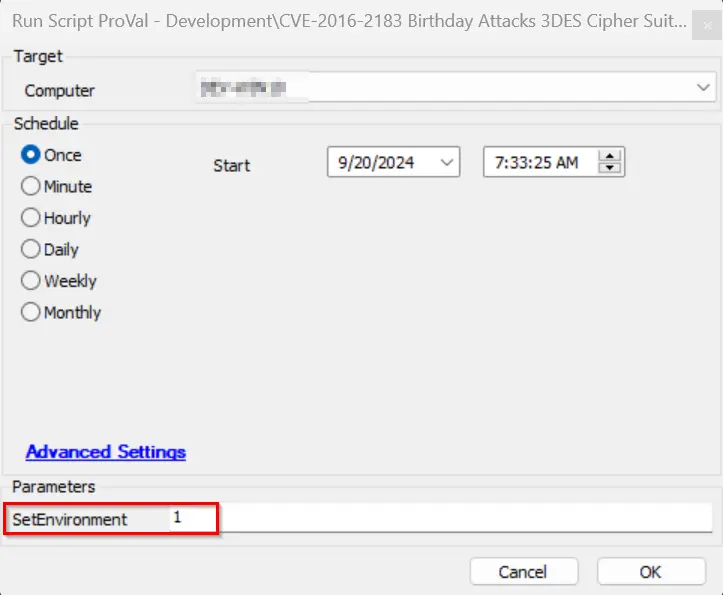 Run Script ProVal - Development\CVE-2016-2183 Birthday Attacks 3DES Cipher Suit...
Target
Computer
Schedule
Once
Start
9/20/2024
7:33:25 AM
Minute
Hourly
Daily
Weekly
Monthly
Advanced Settings
Parameters
SetEnvironment 1
Cancel
OK